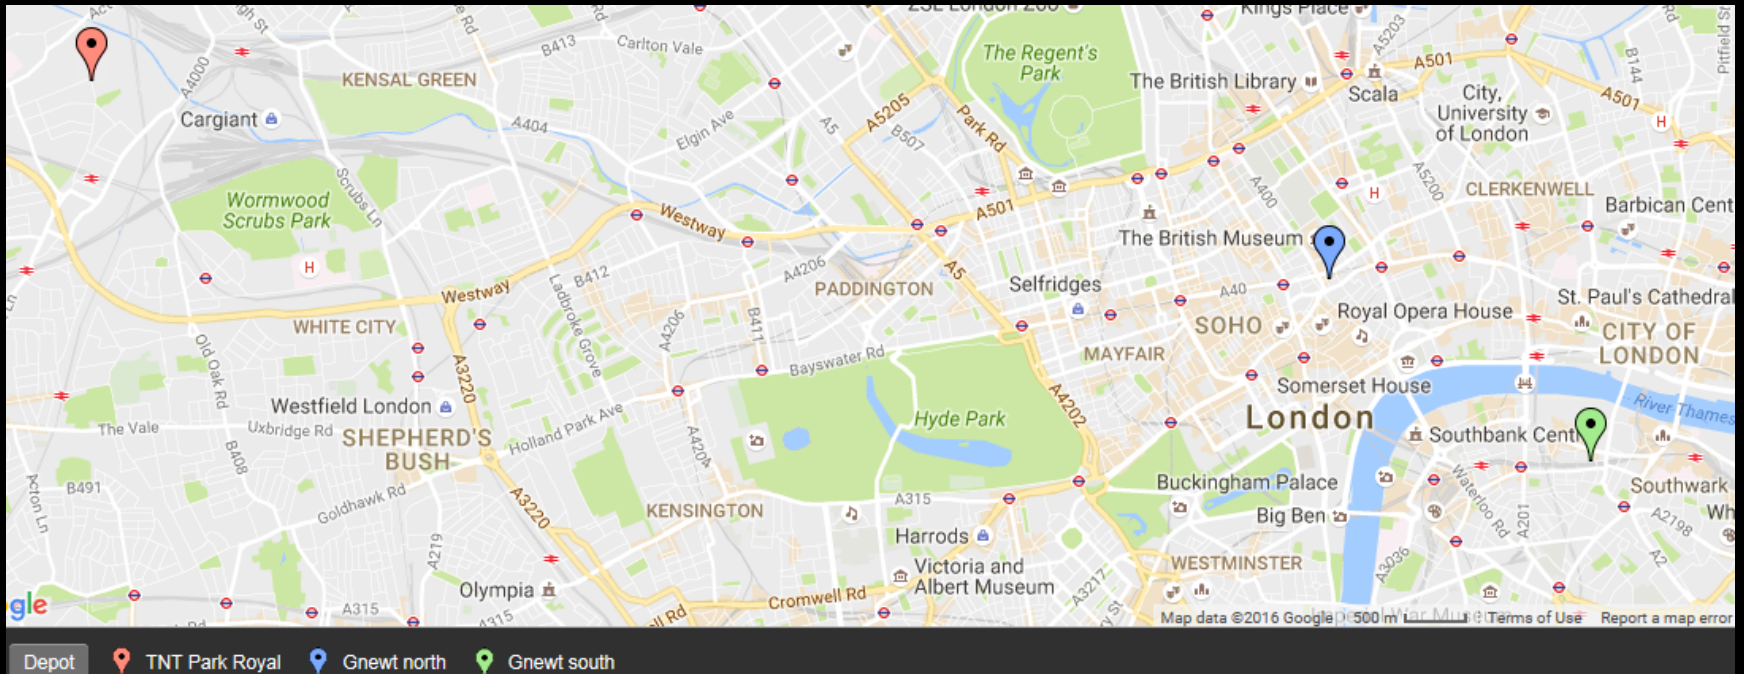 ZSL London Zoo
Kings Place
A4000
B413
Carlton Vale
The Regent's
Park
A5203
B144
Pitfield St
KENSAL GREEN
The British Library
A501
Scala
City,
University
of London
A501
Cargiant
A404
Elgin Ave
A5
A5205
B507
Park Rd
Wormwood
Scrubs Park
Scrubs Ln
Westway
A501
A400
A5200
CLERKENWELL
Barbican Cent
The British Museum
H
H
H
Westway
B412
A4206
A5
PADDINGTON
Selfridges
A40
Royal Opera House
St. Paul's Cathedral
WHITE CITY
Ladbroke Grove
A4206
B411
SOHO
CITY OF
LONDON
Old Oak Rd
A3220
Bayswater Rd
MAYFAIR
Somerset House
River Thames
Westfield London
Hyde Park
A4202
London
The Vale
Uxbridge Rd
SHEPHERD'S
BUSH
Holland Park Ave
A4204
Southbank Cent
B408
Acton Ln
B491
Goldhawk Rd
A3220
KENSINGTON
A315
Buckingham Palace
Big Ben
Waterloo Rd
A201
Southwark
A2198
Wh
A219
Harrods
WESTMINSTER
A3036
A2
Olympia
Victoria and
Albert Museum
A3217
gle
A315
A315
Cromwell Rd
Map data ©2016 Google
Imperial War Museum
500 m
Terms of Use
Report a map error
Depot
TNT Park Royal
Gnewt north
Gnewt south